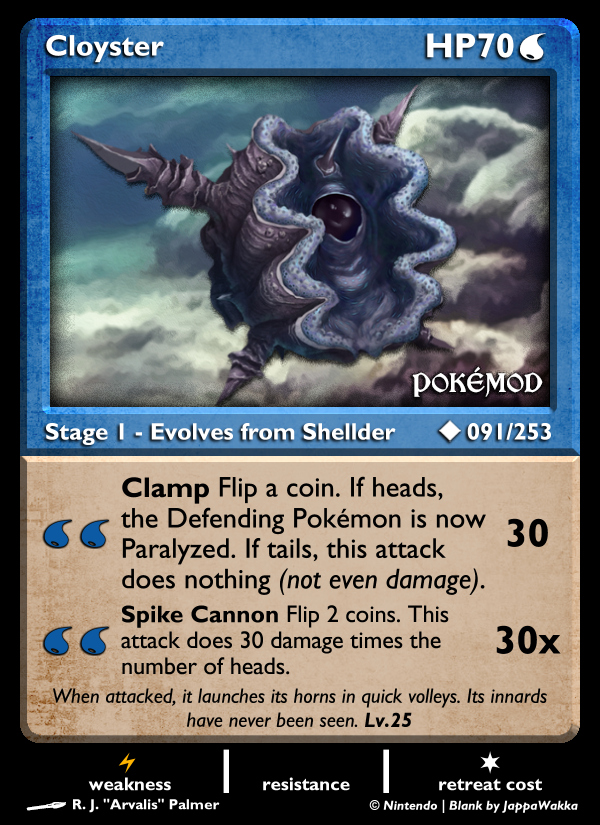 Cloyster HP70
POKÉMOD
Stage 1 - Evolves from Shellder 091/253
Clamp Flip a coin. If heads,
the Defending Pokémon is now
Paralyzed. If tails, this attack
does nothing (not even damage).
30
Spike Cannon Flip 2 coins. This
attack does 30 damage times the
number of heads.
30x
When attacked, it launches its horns in quick volleys. Its innards
have never been seen. Lv.25
weakness resistance retreat cost
R. J. "Arvalis" Palmer © Nintendo | Blank by JappaWakka